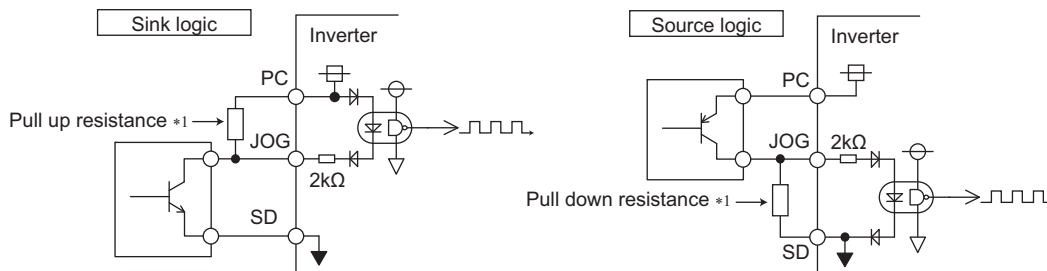 Sink logic
Inverter
PC
Pull up resistance *1
JOG
2kΩ
SD
Source logic
Inverter
PC
JOG
2kΩ
Pull down resistance *1
SD